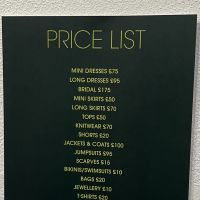 PRICE LIST
MINI DRESSES £75
LONG DRESSES £95
BRIDAL £175
MINI SKIRTS £50
LONG SKIRTS £70
TOPS £50
KNITWEAR £70
SHORTS £20
JACKETS & COATS £100
JUMPSUITS £95
SCARVES £15
BIKINIS/SWIMSUITS £10
BAGS £20
JEWELLERY £10
T-SHIRTS £20